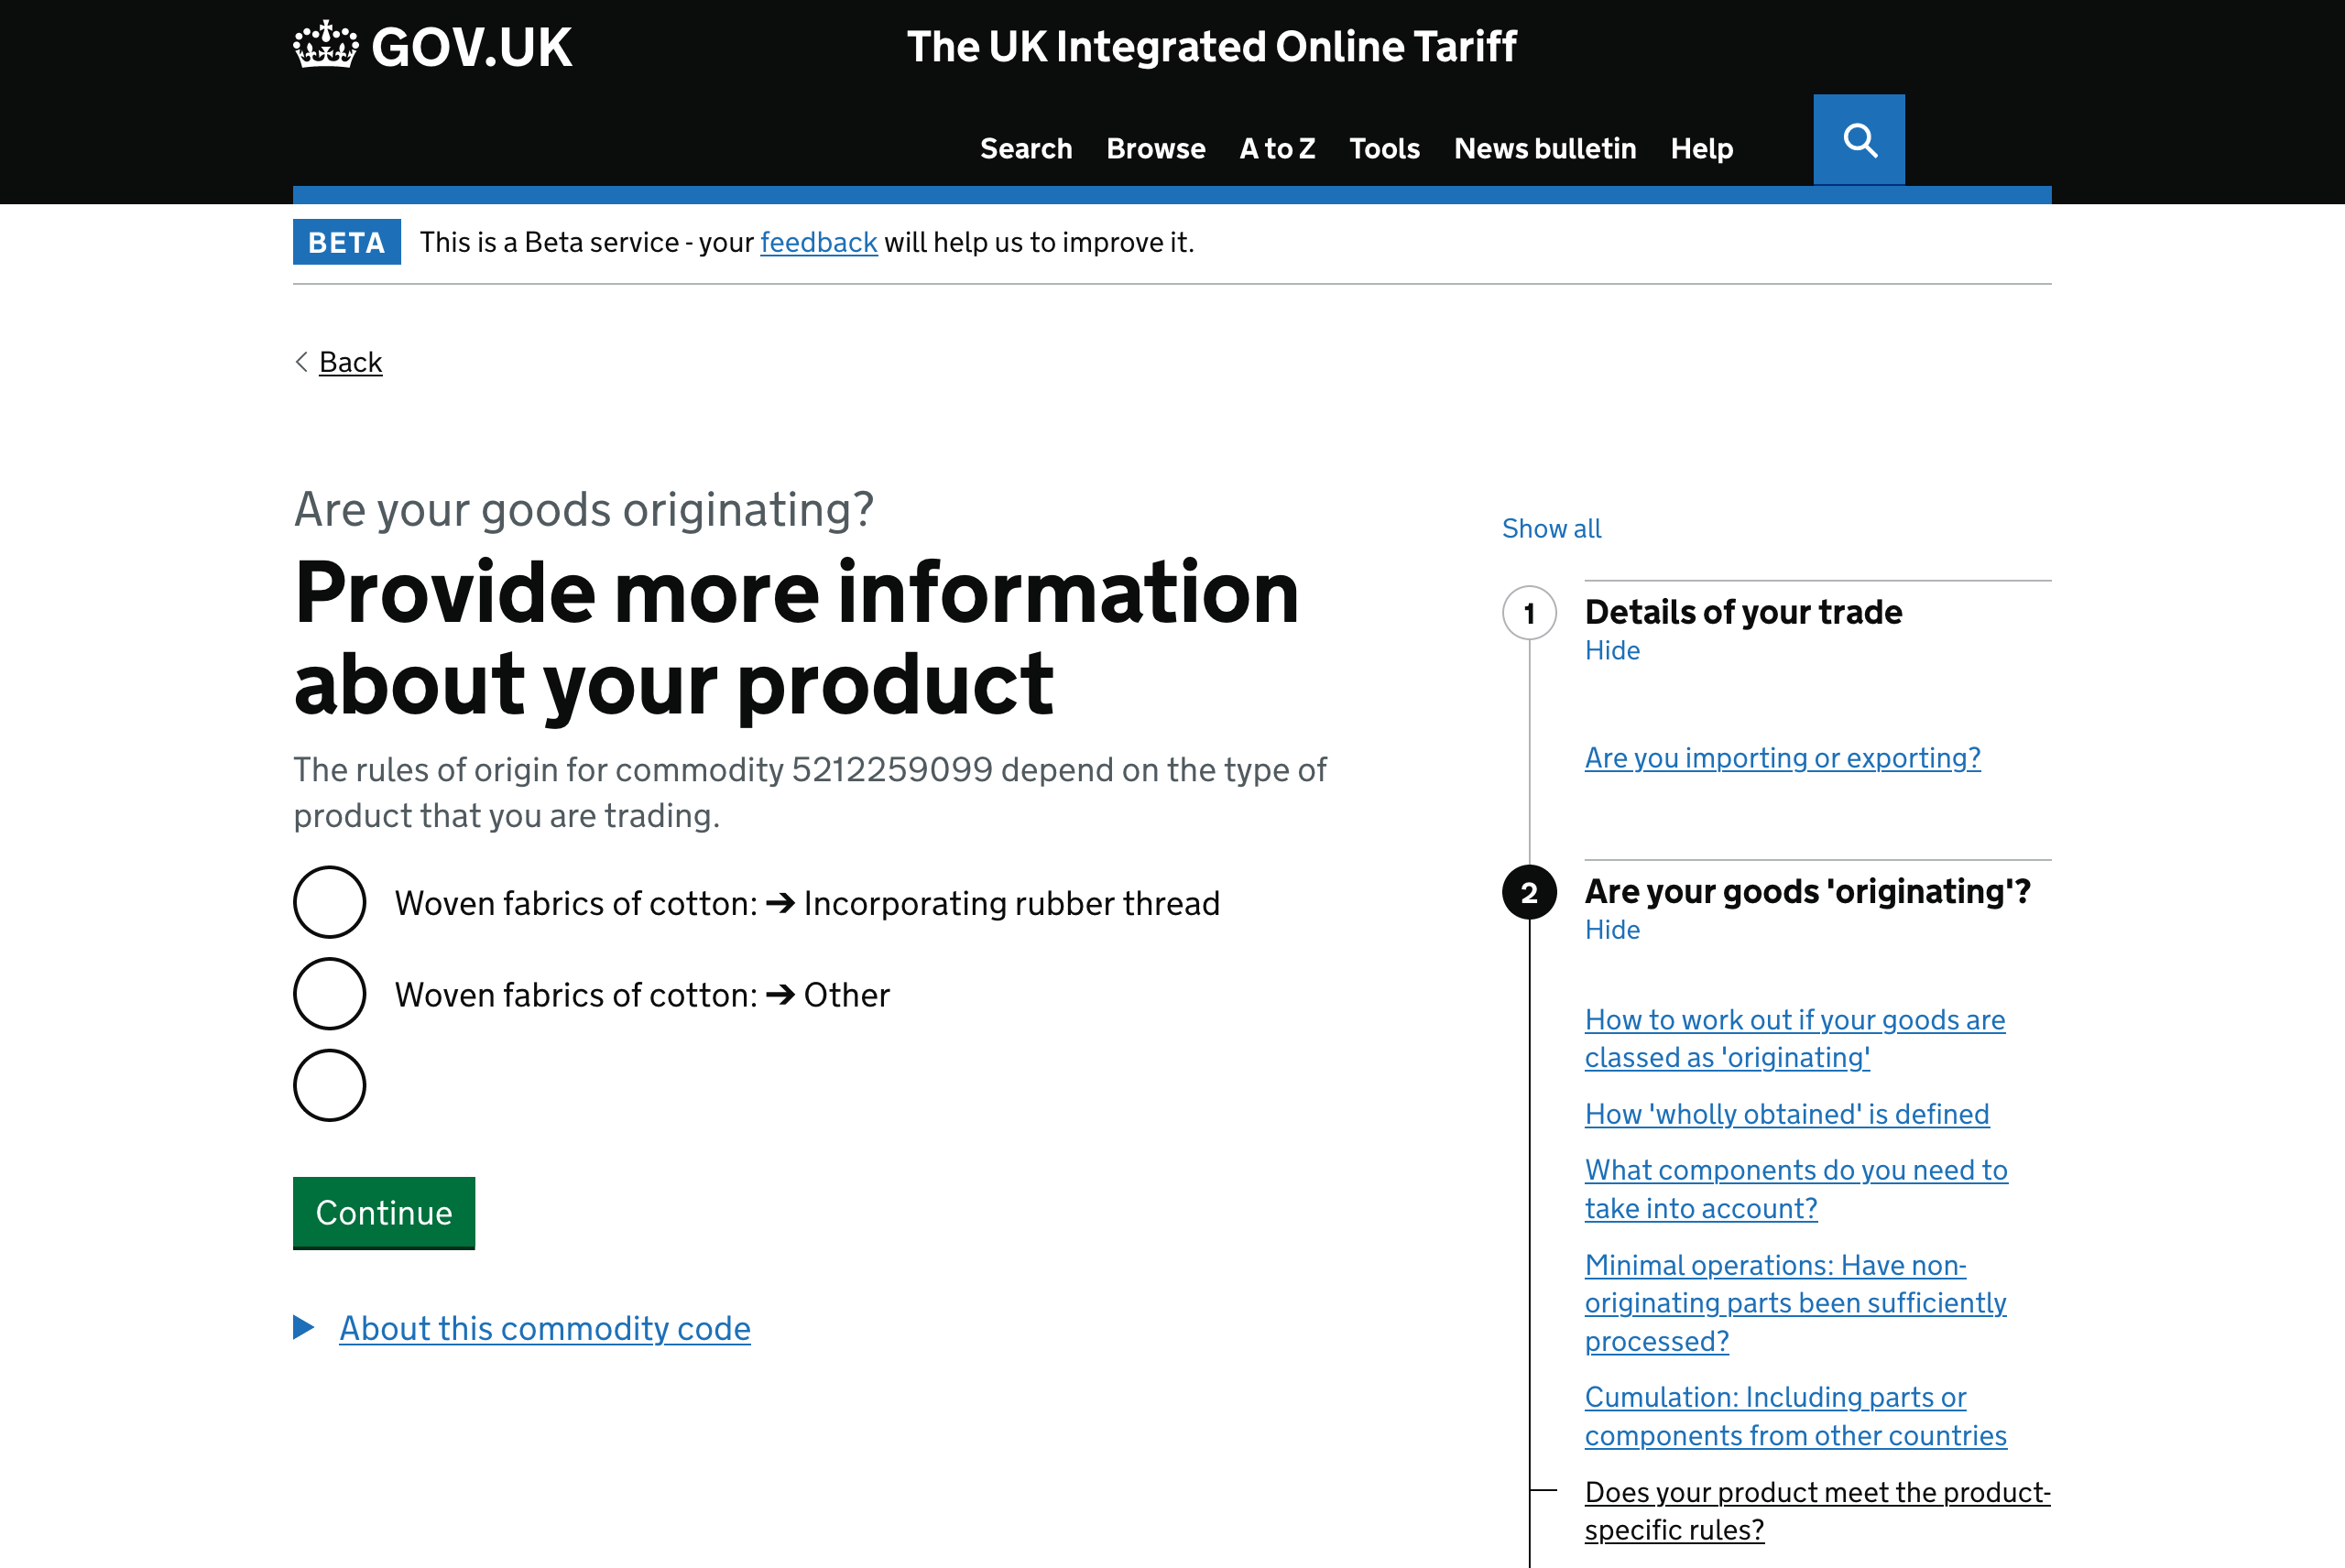 GOV.UK
The UK Integrated Online Tariff
Search Browse A to Z Tools News bulletin Help
BETA This is a Beta service - your feedback will help us to improve it.
Back
Are your goods originating?
Provide more information
about your product
The rules of origin for commodity 5212259099 depend on the type of
product that you are trading.
Woven fabrics of cotton: → Incorporating rubber thread
Woven fabrics of cotton: → Other
Continue
About this commodity code
Show all
1 Details of your trade
Hide
Are you importing or exporting?
2 Are your goods 'originating'?
Hide
How to work out if your goods are
classed as 'originating'
How 'wholly obtained' is defined
What components do you need to
take into account?
Minimal operations: Have non-
originating parts been sufficiently
processed?
Cumulation: Including parts or
components from other countries
Does your product meet the product-
specific rules?